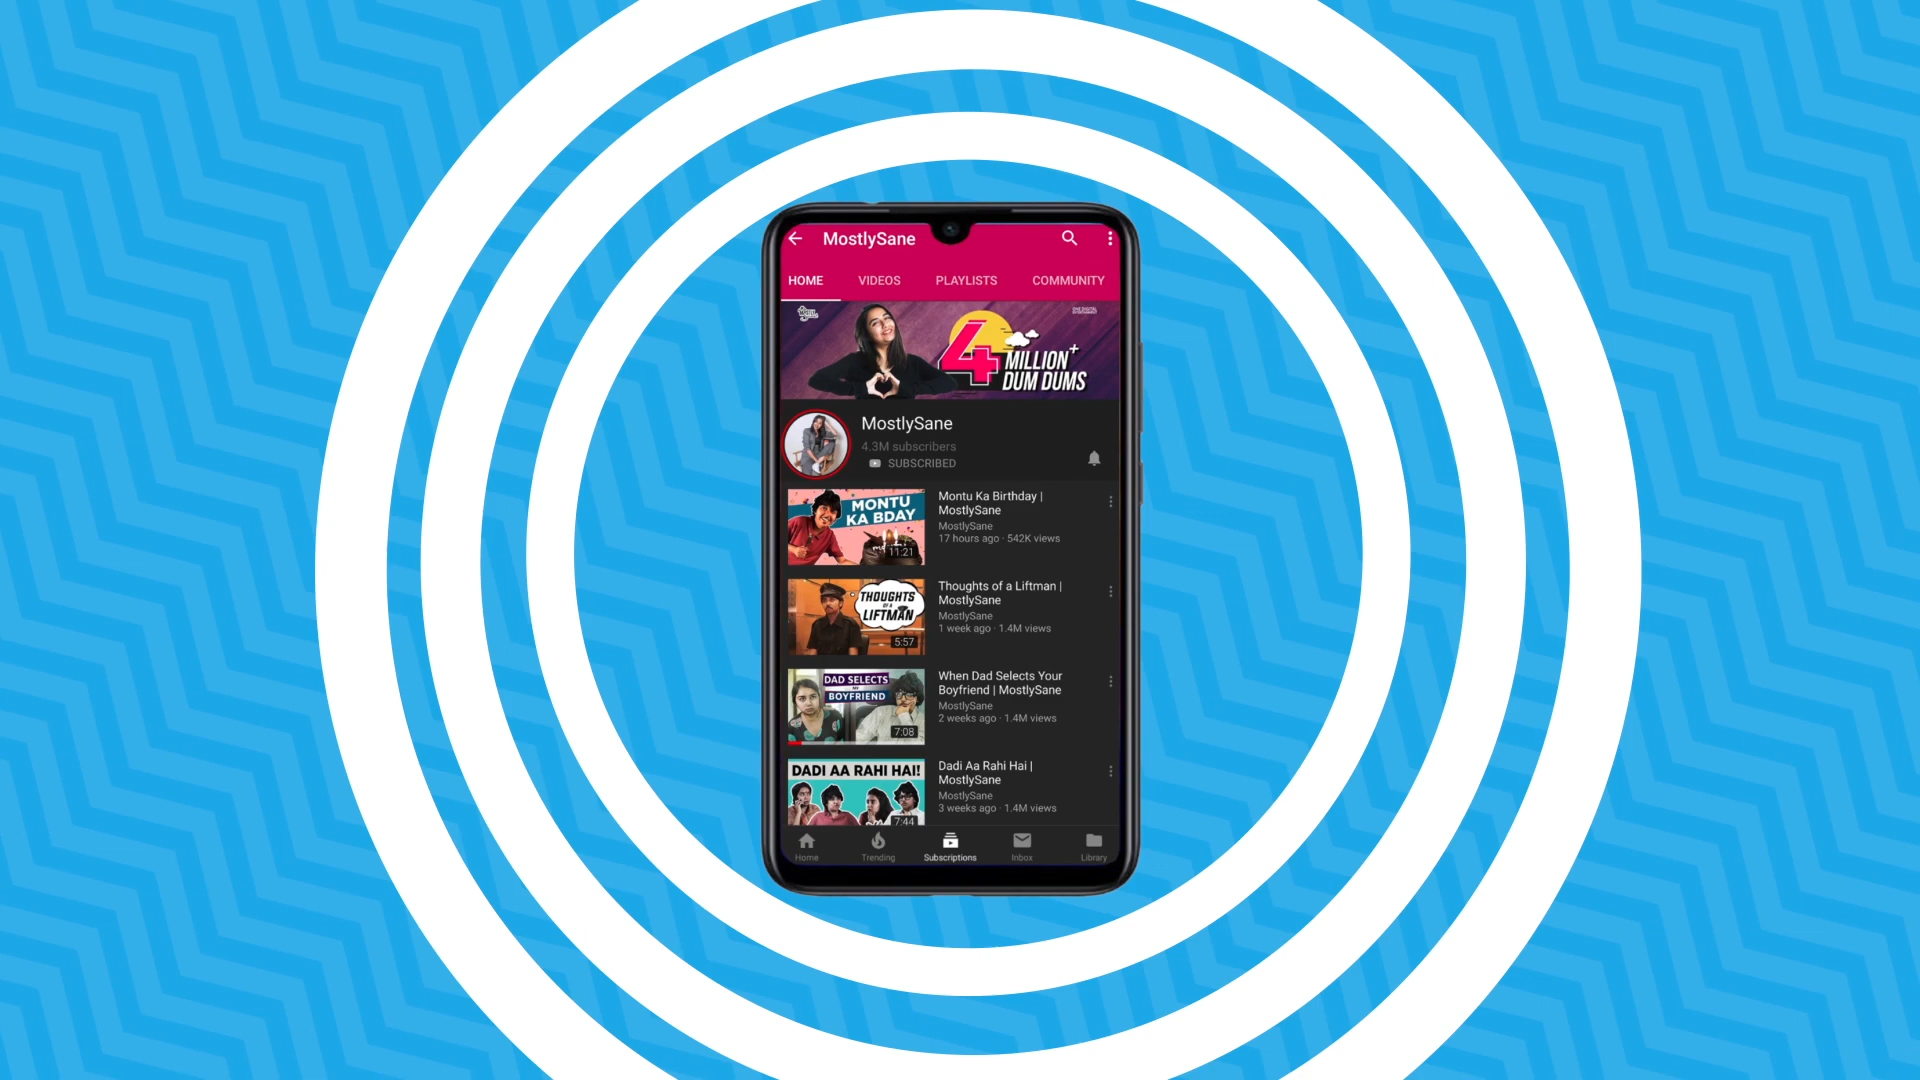 MostlySane
HOME VIDEOS PLAYLISTS COMMUNITY
4 MILLION+
DUM DUMS
MostlySane
4.3M subscribers
SUBSCRIBED
MONTU
KA BDAY
11:21
Montu Ka Birthday |
MostlySane
MostlySane
17 hours ago · 542K views
THOUGHTS
OF A
LIFTMAN
5:57
Thoughts of a Liftman |
MostlySane
MostlySane
1 week ago · 1.4M views
DAD SELECTS
MY
BOYFRIEND
7:08
When Dad Selects Your
Boyfriend | MostlySane
MostlySane
2 weeks ago · 1.4M views
DADI AA RAHI HAI!
7:44
Dadi Aa Rahi Hai |
MostlySane
MostlySane
3 weeks ago · 1.4M views
Home Trending Subscriptions Inbox Library